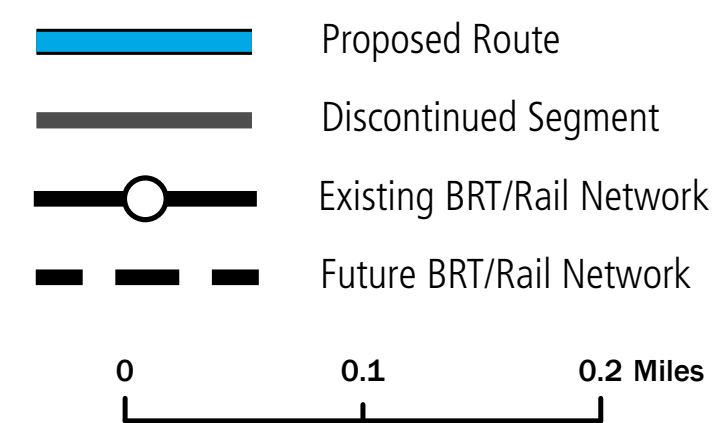 Proposed Route
Discontinued Segment
Existing BRT/Rail Network
Future BRT/Rail Network
0 0.1 0.2 Miles